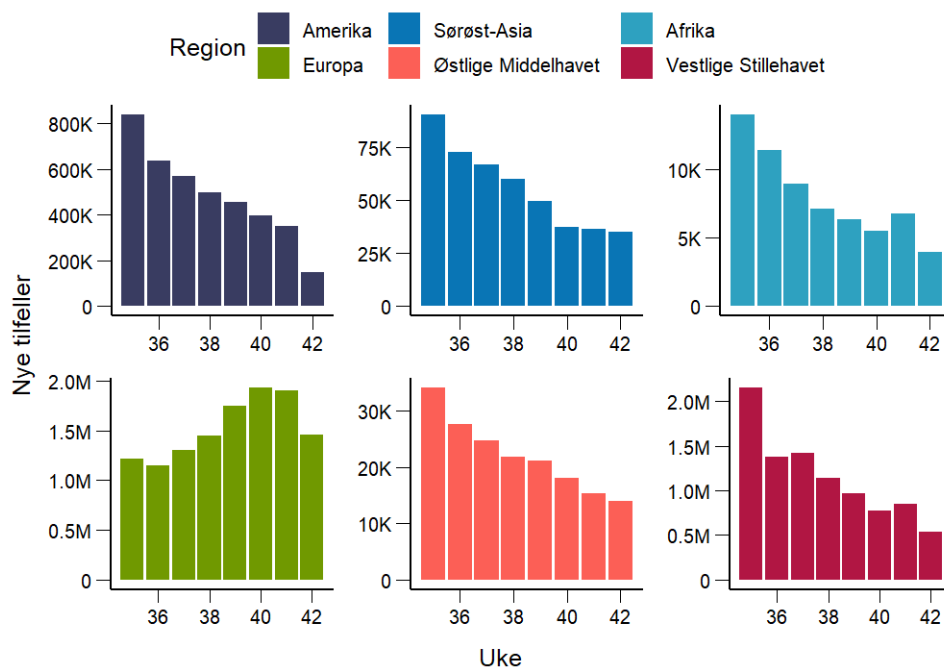 Region
Amerika
Sørøst-Asia
Afrika
Europa
Østlige Middelhavet
Vestlige Stillehavet
Nye tilfeller
800K
600K
400K
200K
0
36 38 40 42
75K
50K
25K
0
36 38 40 42
10K
5K
0
36 38 40 42
2.0M
1.5M
1.0M
0.5M
0
36 38 40 42
30K
20K
10K
0
36 38 40 42
2.0M
1.5M
1.0M
0.5M
0
36 38 40 42
Uke